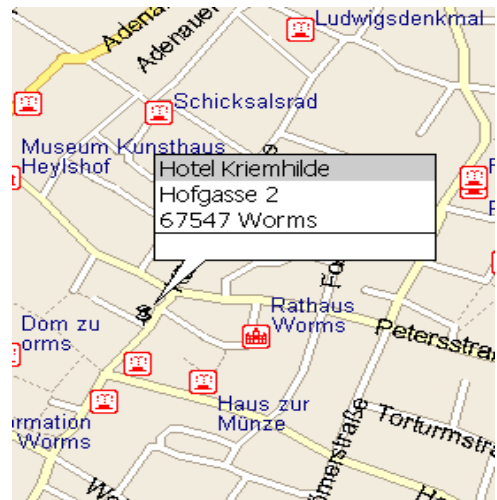 Ludwigsdenkmal
Adenauer
Adenauer
Schicksalsrad
Museum Kunsthaus
Heylshof
Hotel Kriemhilde
Hofgasse 2
67547 Worms
Rathaus
Worms
Dom zu
orms
Petersstra
Haus zur
Münze
rmation
Worms
Torturmstr
merstraße